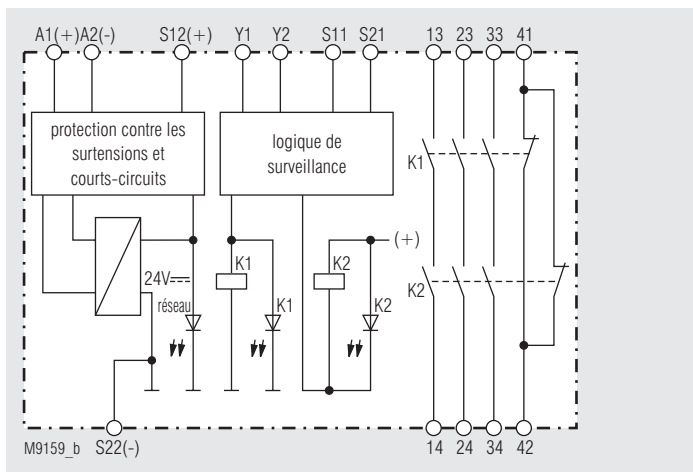 A1(+) A2(-) S12(+) Y1 Y2 S11 S21 13 23 33 41
protection contre les
surtensions et
courts-circuits
logique de
surveillance
K1
(+)
24V
K1
K2
réseau
K1
K2
K2
M9159_b S22(-) 14 24 34 42